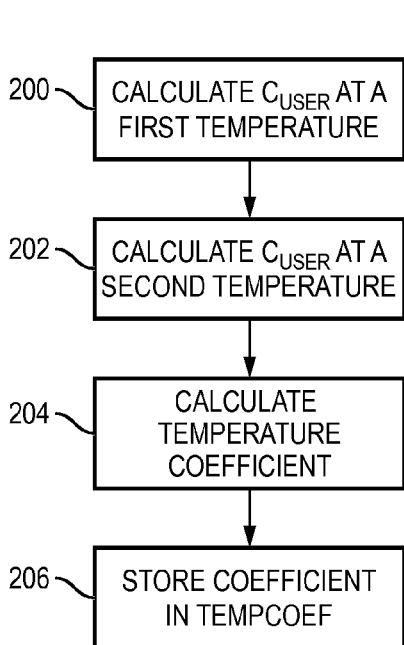 200
CALCULATE CUSER AT A
FIRST TEMPERATURE
202
CALCULATE CUSER AT A
SECOND TEMPERATURE
204
CALCULATE
TEMPERATURE
COEFFICIENT
206
STORE COEFFICIENT
IN TEMPCOEF